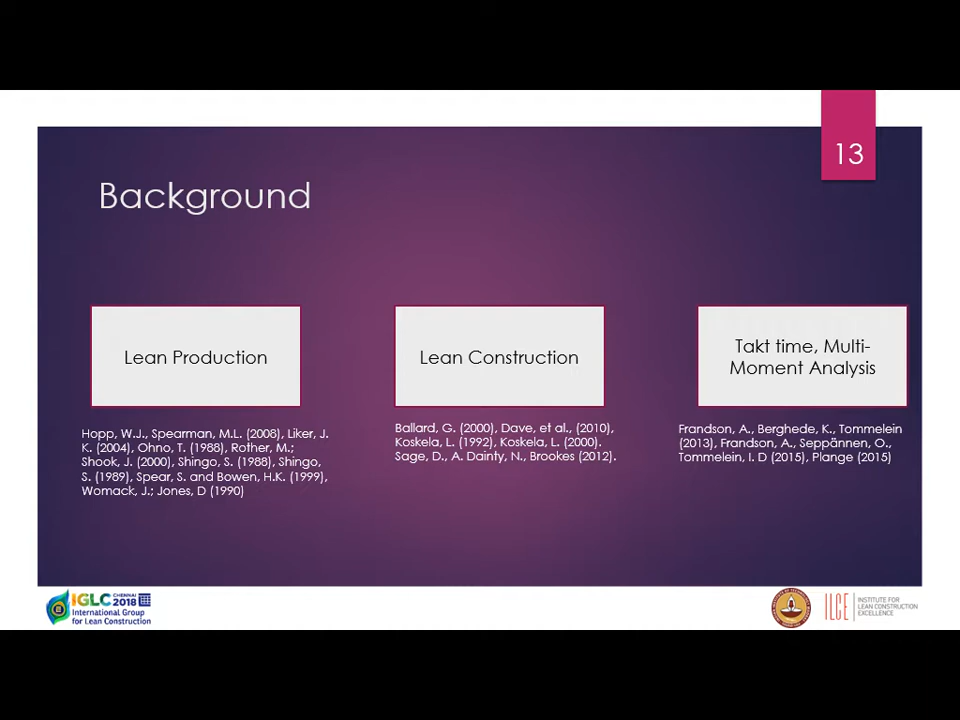 13
Background
Lean Production
Lean Construction
Takt time, Multi-
Moment Analysis
Hopp, W.J., Spearman, M.L. (2008), Liker, J.
K. (2004), Ohno, T. (1988), Rother, M.;
Shook, J. (2000), Shingo, S. (1988), Shingo,
S. (1989), Spear, S. and Bowen, H.K. (1999),
Womack, J.; Jones, D (1990)
Ballard, G. (2000), Dave, et al., (2010),
Koskela, L. (1992), Koskela, L. (2000).
Sage, D., A. Dainty, N., Brookes (2012).
Frandson, A., Berghede, K., Tommelein
(2013), Frandson, A., Seppännen, O.,
Tommelein, I. D (2015), Plange (2015)
IGLC CHENNAI 2018
International Group
for Lean Construction
ILCE
INSTITUTE FOR
LEAN CONSTRUCTION
EXCELLENCE